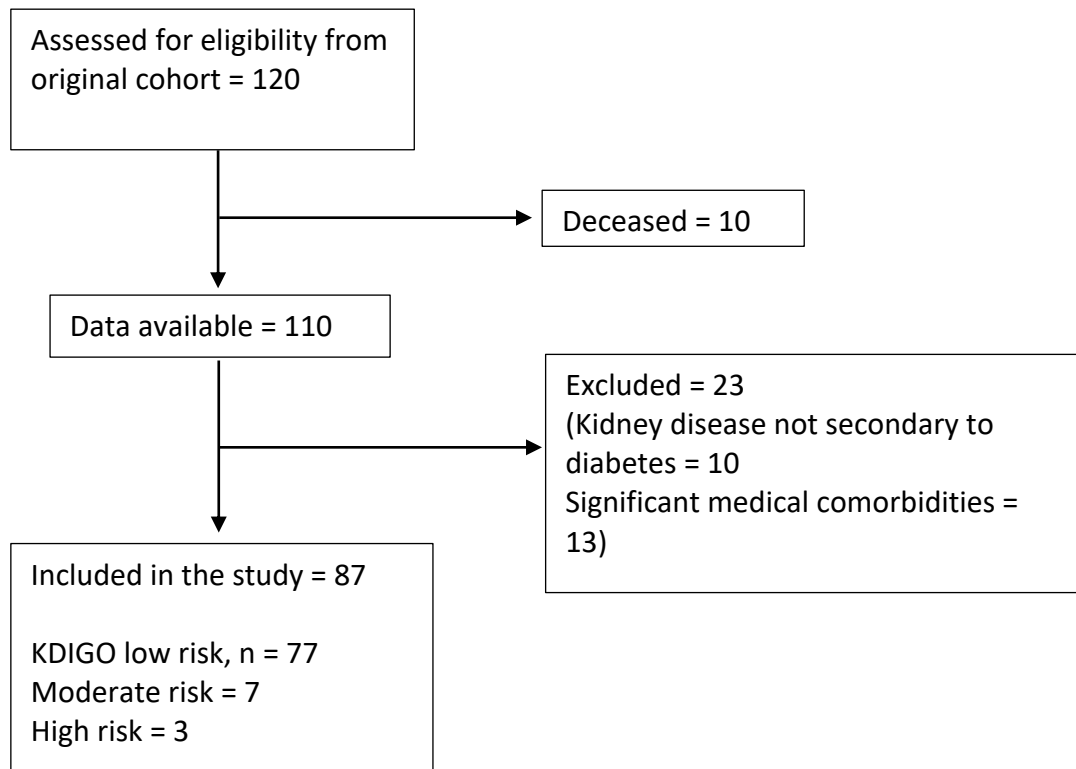 Assessed for eligibility from
original cohort = 120
Deceased = 10
Data available = 110
Excluded = 23
(Kidney disease not secondary to
diabetes = 10
Significant medical comorbidities =
13)
Included in the study = 87
KDIGO low risk, n = 77
Moderate risk = 7
High risk = 3